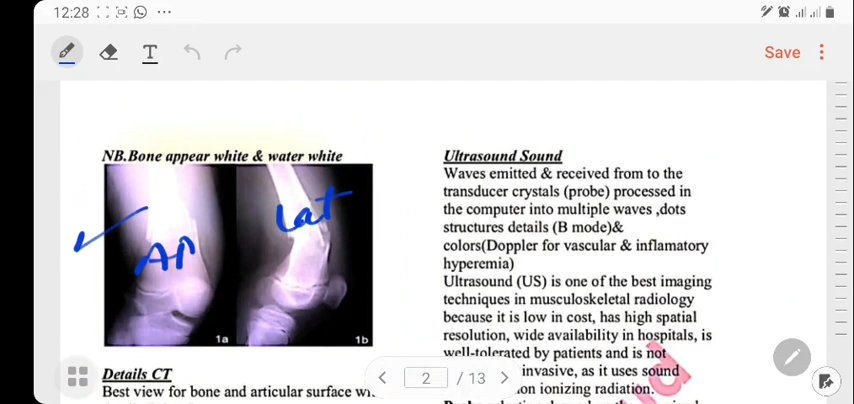 12:28
Save
NB.Bone appear white & water white
AP
Lat
1a
1b
Details CT
Best view for bone and articular surface
Ultrasound Sound
Waves emitted & received from to the
transducer crystals (probe) processed in
the computer into multiple waves ,dots
structures details (B mode)&
colors(Doppler for vascular & inflamatory
hyperemia)
Ultrasound (US) is one of the best imaging
techniques in musculoskeletal radiology
because it is low in cost, has high spatial
resolution, wide availability in hospitals, is
well-tolerated by patients and is not
invasive, as it uses sound
ionizing radiation.
2 / 13